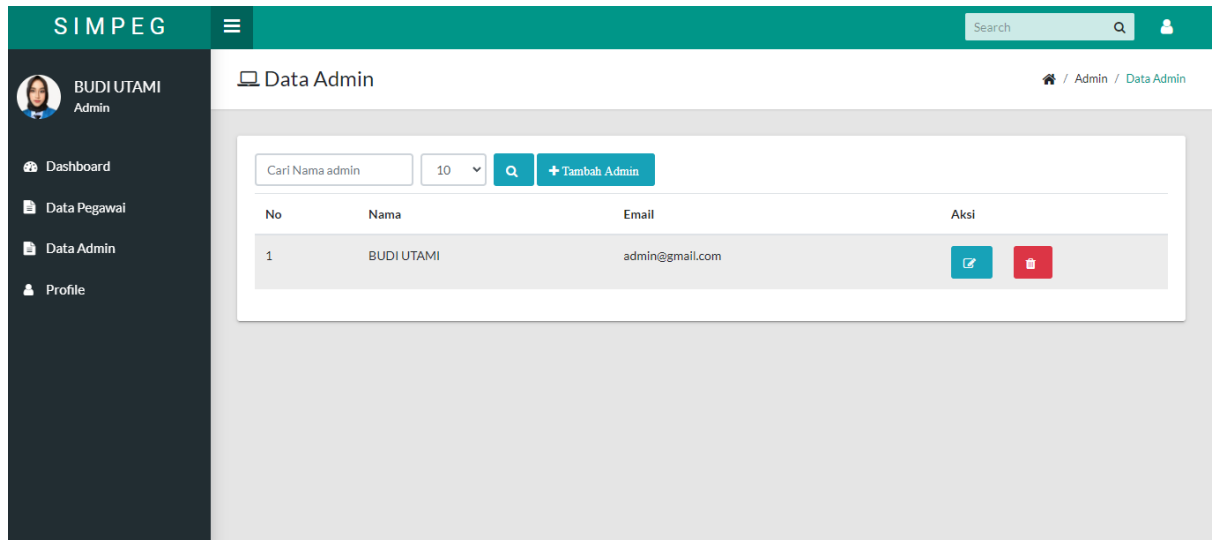 SIMPEG
Search
BUDI UTAMI
Admin
Dashboard
Data Pegawai
Data Admin
Profile
Data Admin
/ Admin / Data Admin
Cari Nama admin 10 Tambah Admin
No Nama Email Aksi
1 BUDI UTAMI admin@gmail.com